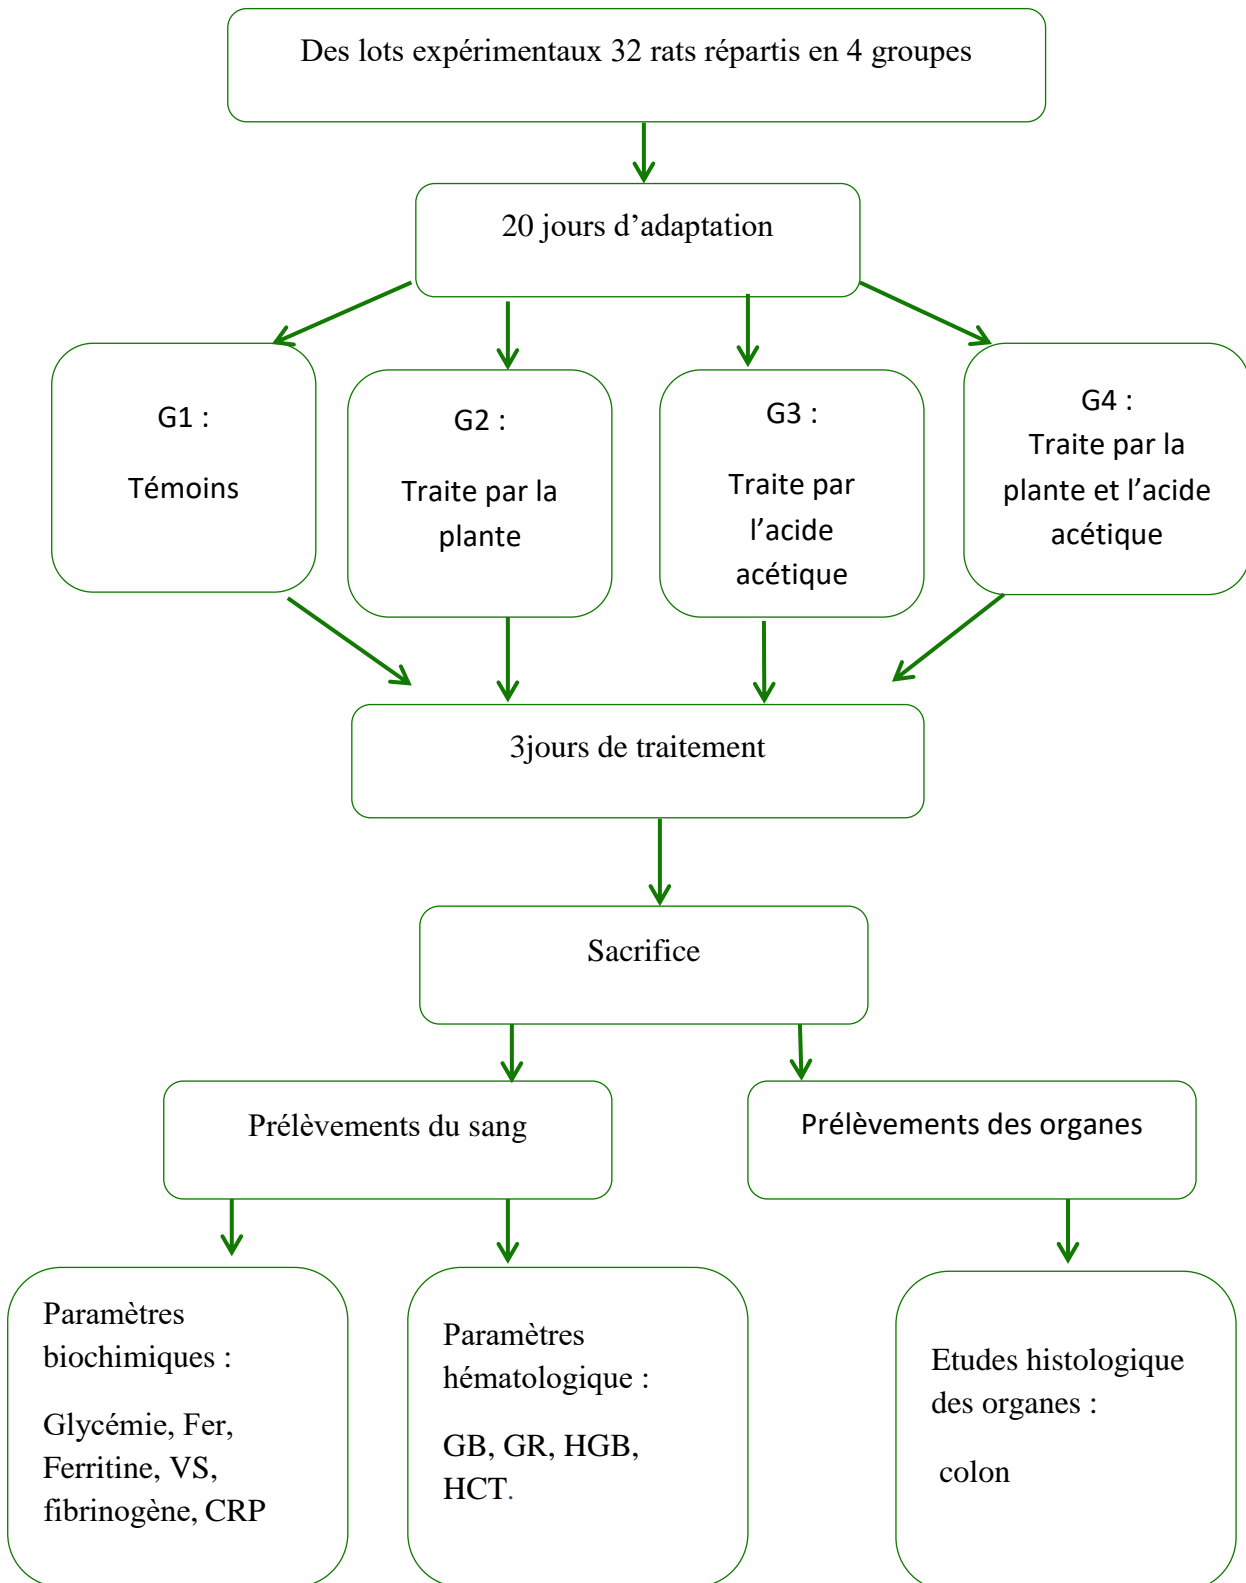 Des lots expérimentaux 32 rats répartis en 4 groupes
20 jours d’adaptation
G1 :
Témoins
G2 :
Traite par la
plante
G3 :
Traite par
l’acide
acétique
G4 :
Traite par la
plante et l’acide
acétique
3jours de traitement
Sacrifice
Prélèvements du sang
Prélèvements des organes
Paramètres
biochimiques :
Glycémie, Fer,
Ferritine, VS,
fibrinogène, CRP
Paramètres
hématologique :
GB, GR, HGB,
HCT.
Etudes histologique
des organes :
colon